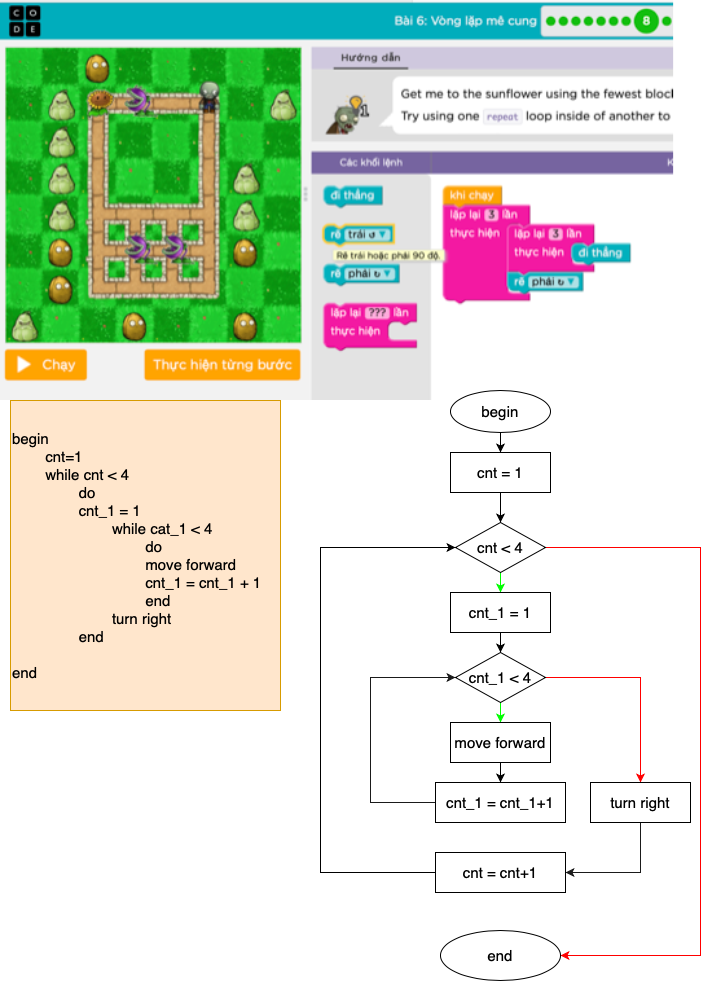 C O
D E
Bài 6: Vòng lặp mê cung
8
Hướng dẫn
1
Get me to the sunflower using the fewest block
Try using one repeat loop inside of another to
Các khối lệnh
K
đi thẳng
rẽ trái ↺ ▼
Rẽ trái hoặc phải 90 độ.
rẽ phải ↻ ▼
lặp lại ??? lần
thực hiện
khi chạy
lặp lại 3 lần
thực hiện
lặp lại 3 lần
thực hiện đi thẳng
rẽ phải ↻ ▼
Chạy
Thực hiện từng bước
begin
cnt=1
while cnt < 4
do
cnt_1 = 1
while cat_1 < 4
do
move forward
cnt_1 = cnt_1 + 1
end
turn right
end
end
begin
cnt = 1
cnt < 4
cnt_1 = 1
cnt_1 < 4
move forward
cnt_1 = cnt_1+1
turn right
cnt = cnt+1
end